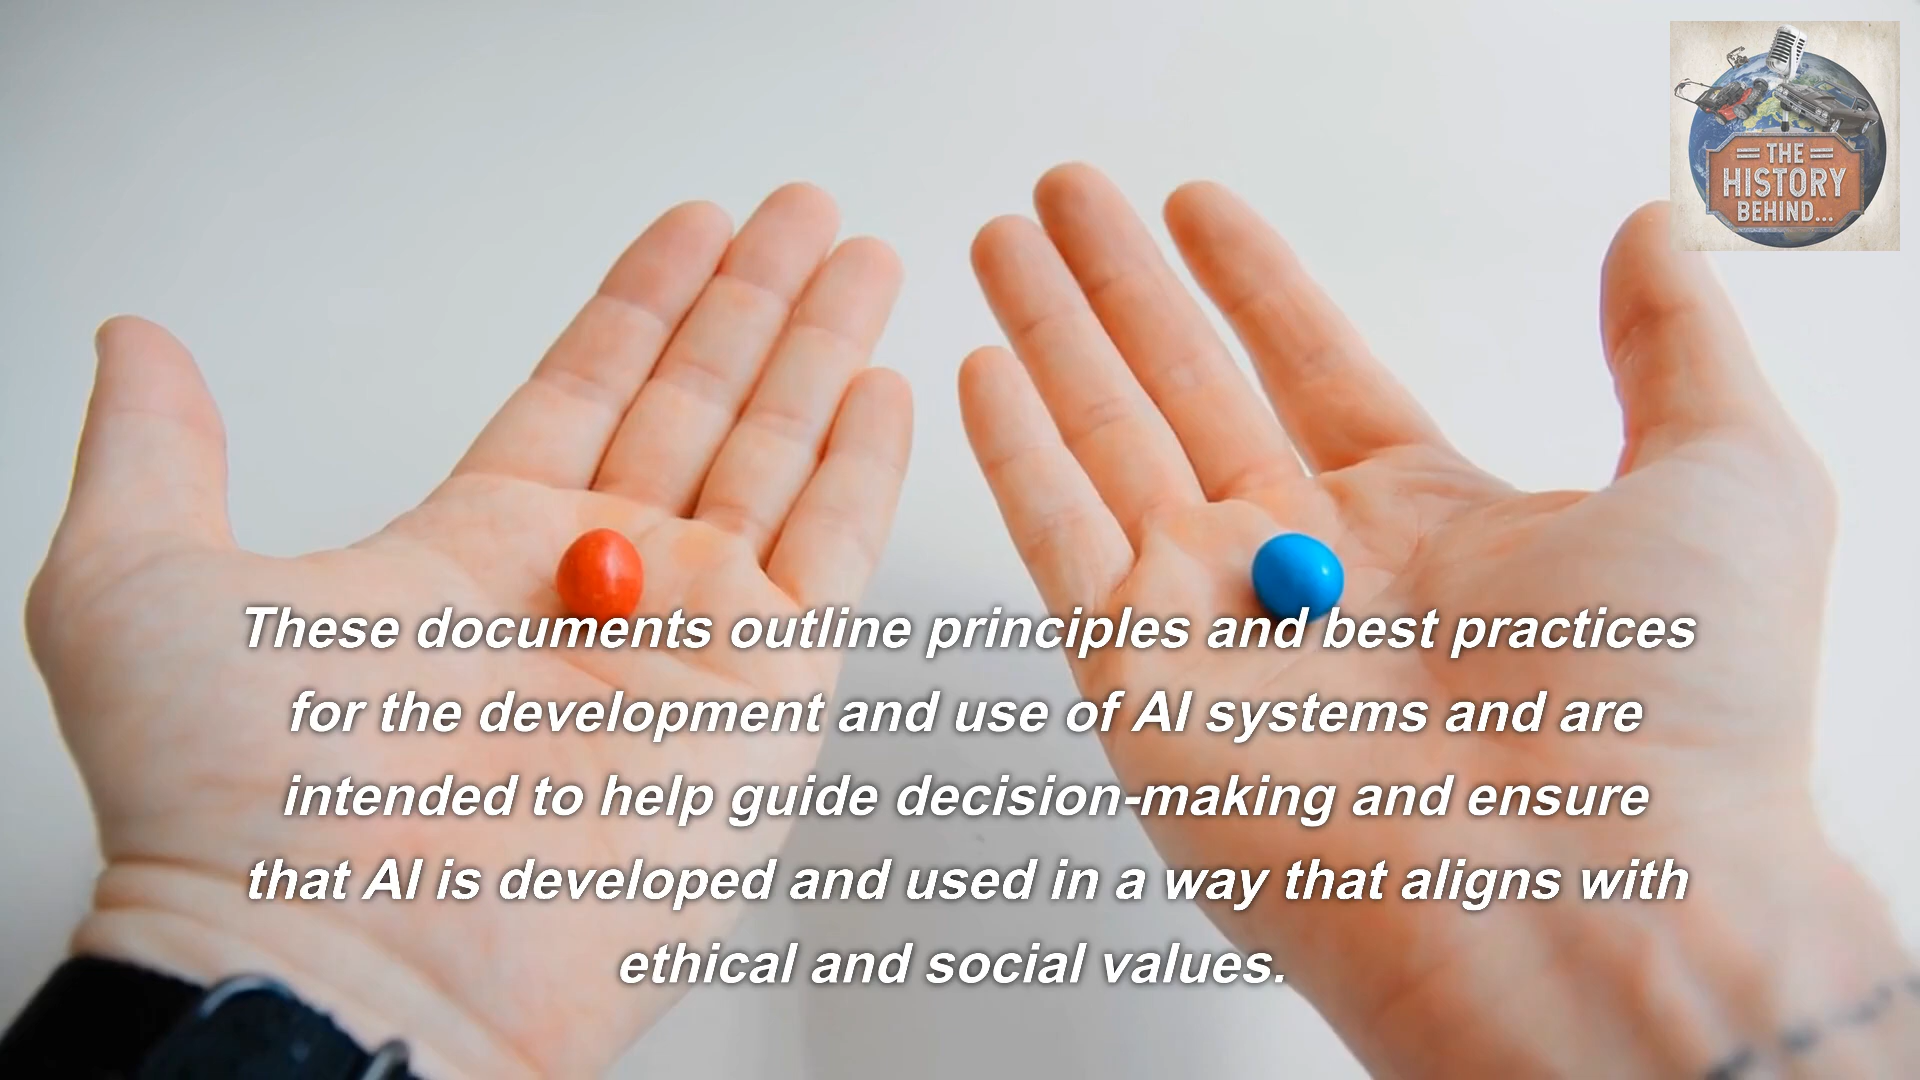 THE
HISTORY
BEHIND...
These documents outline principles and best practices
for the development and use of AI systems and are
intended to help guide decision-making and ensure
that AI is developed and used in a way that aligns with
ethical and social values.